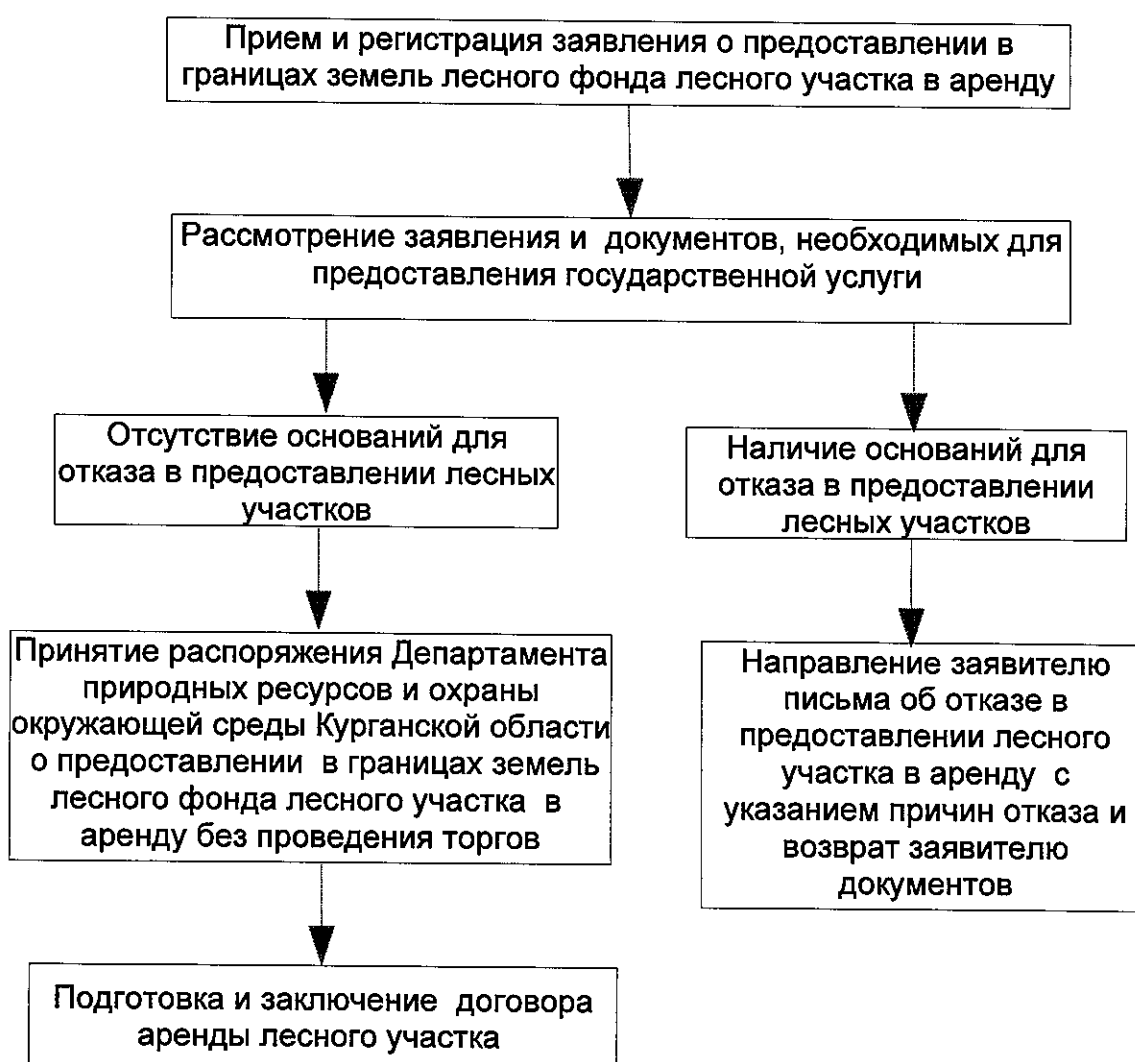 Прием и регистрация заявления о предоставлении в
границах земель лесного фонда лесного участка в аренду
Рассмотрение заявления и документов, необходимых для
предоставления государственной услуги
Отсутствие оснований для
отказа в предоставлении лесных
участков
Наличие оснований для
отказа в предоставлении
лесных участков
Принятие распоряжения Департамента
природных ресурсов и охраны
окружающей среды Курганской области
о предоставлении в границах земель
лесного фонда лесного участка в
аренду без проведения торгов
Направление заявителю
письма об отказе в
предоставлении лесного
участка в аренду с
указанием причин отказа и
возврат заявителю
документов
Подготовка и заключение договора
аренды лесного участка